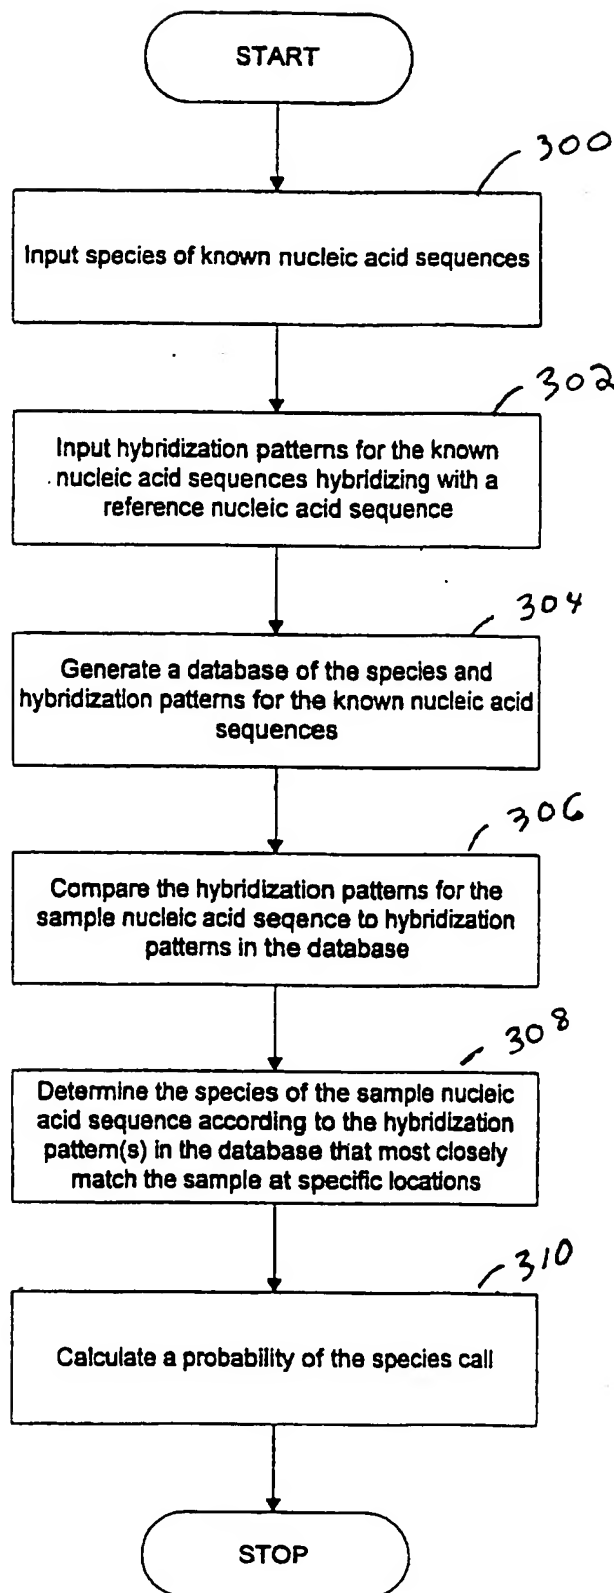 START
300
Input species of known nucleic acid sequences
302
Input hybridization patterns for the known
nucleic acid sequences hybridizing with a
reference nucleic acid sequence
304
Generate a database of the species and
hybridization patterns for the known nucleic acid
sequences
306
Compare the hybridization patterns for the
sample nucleic acid seqence to hybridization
patterns in the database
308
Determine the species of the sample nucleic
acid sequence according to the hybridization
pattern(s) in the database that most closely
match the sample at specific locations
310
Calculate a probability of the species call
STOP